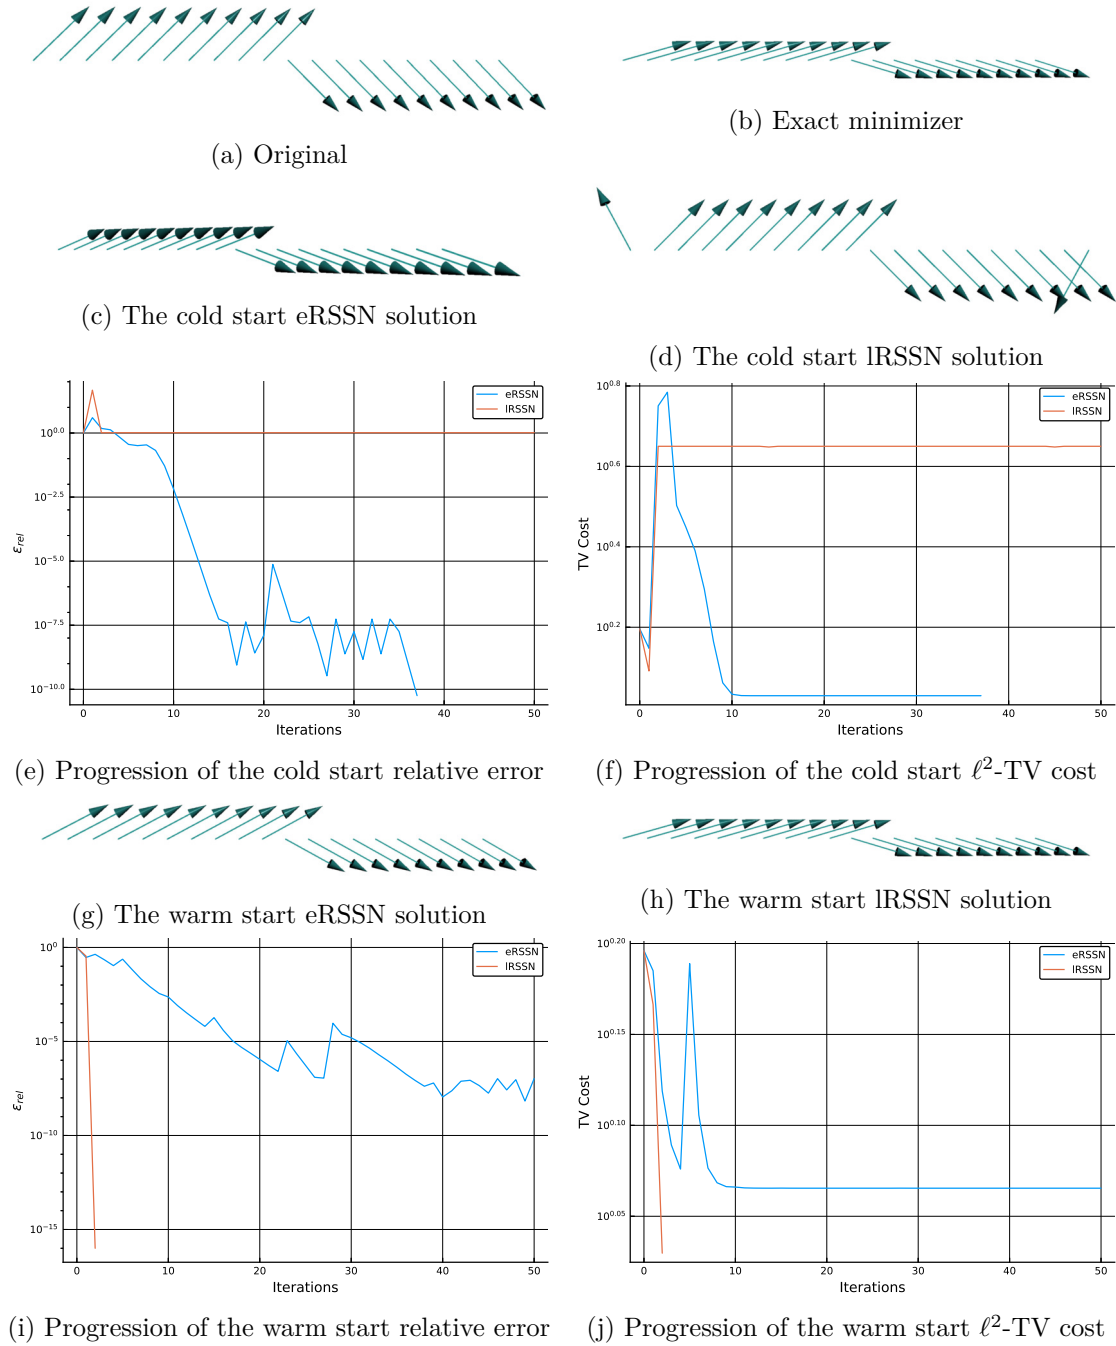 (a) Original
(b) Exact minimizer
(c) The cold start eRSSN solution
(d) The cold start lRSSN solution
eRSSN
lRSSN
10^0.0
10^−2.5
10^−5.0
10^−7.5
10^−10.0
ε_rel
0 10 20 30 40 50
Iterations
(e) Progression of the cold start relative error
eRSSN
lRSSN
10^0.8
10^0.6
10^0.4
10^0.2
TV Cost
0 10 20 30 40 50
Iterations
(f) Progression of the cold start ℓ²-TV cost
(g) The warm start eRSSN solution
(h) The warm start lRSSN solution
eRSSN
lRSSN
10^0
10^−5
10^−10
10^−15
ε_rel
0 10 20 30 40 50
Iterations
(i) Progression of the warm start relative error
eRSSN
lRSSN
10^0.20
10^0.15
10^0.10
10^0.05
TV Cost
0 10 20 30 40 50
Iterations
(j) Progression of the warm start ℓ²-TV cost